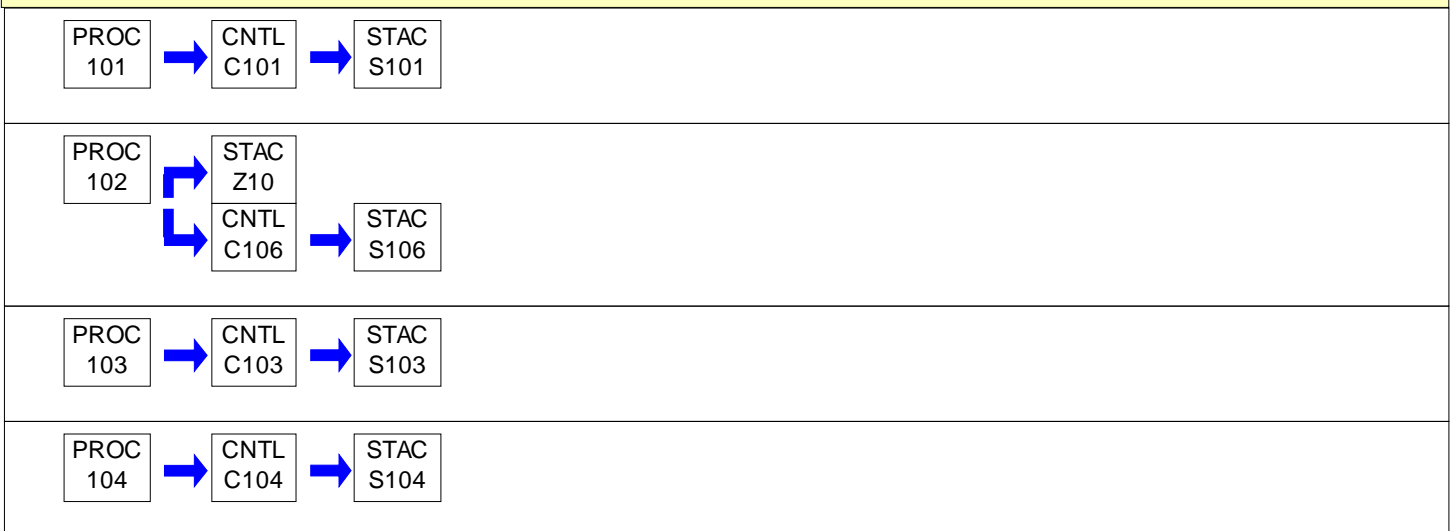 PROC
101
CNTL
C101
STAC
S101
PROC
102
STAC
Z10
CNTL
C106
STAC
S106
PROC
103
CNTL
C103
STAC
S103
PROC
104
CNTL
C104
STAC
S104